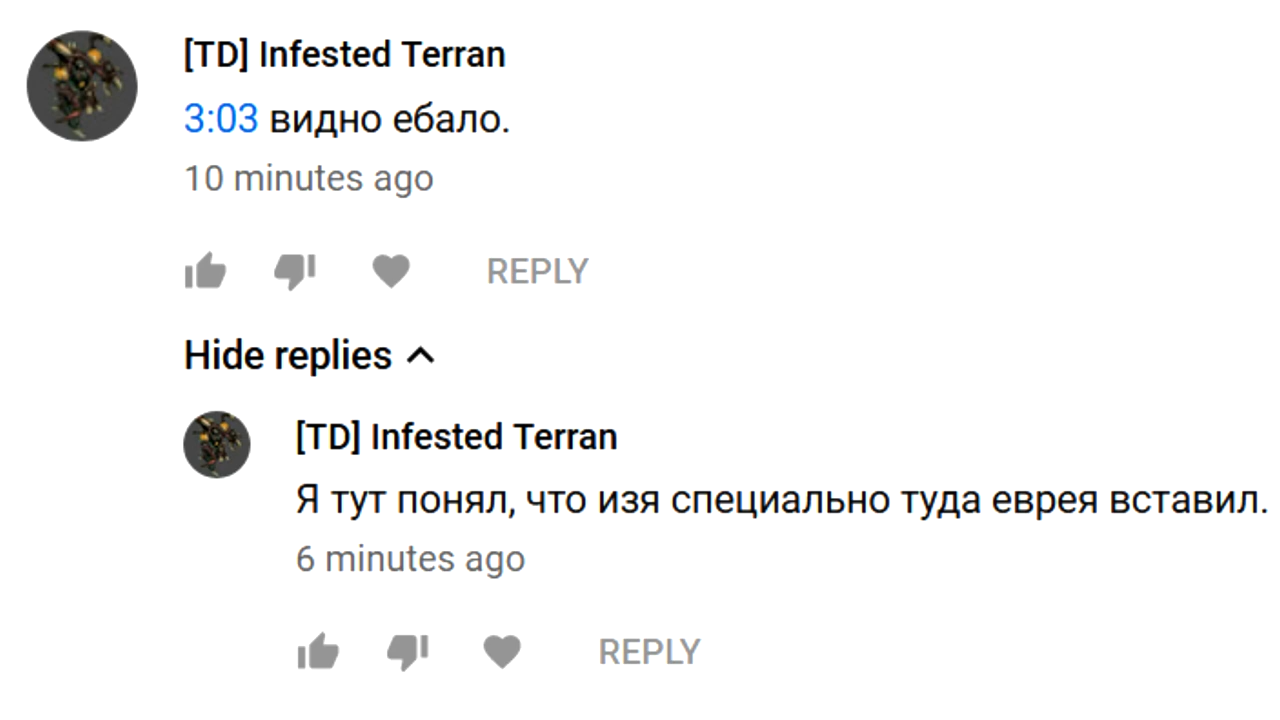 [TD] Infested Terran
3:03 видно ебало.
10 minutes ago
REPLY
Hide replies
[TD] Infested Terran
Я тут понял, что изя специально туда еврея вставил.
6 minutes ago
REPLY